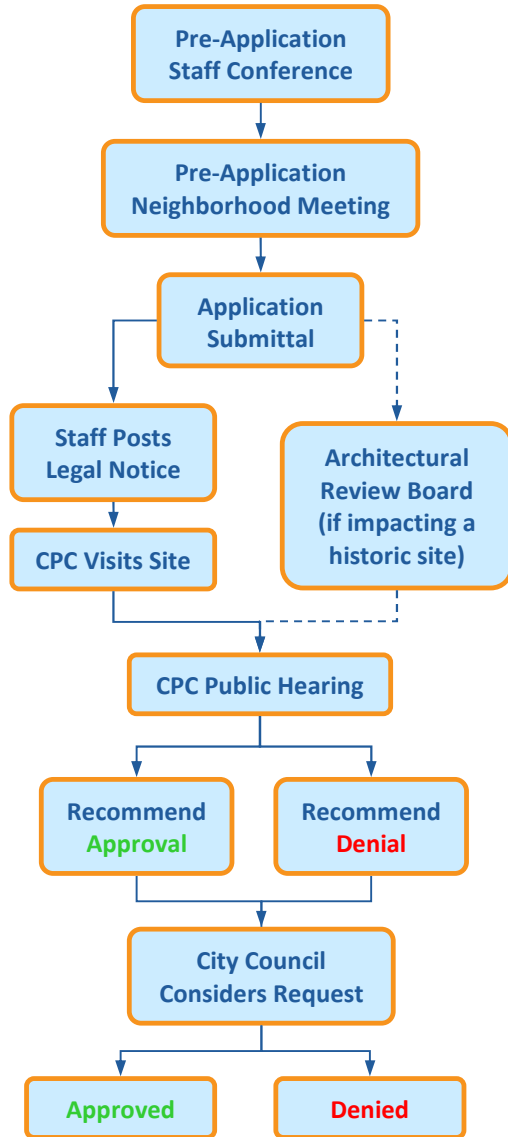 Pre-Application
Staff Conference
Pre-Application
Neighborhood Meeting
Application
Submittal
Staff Posts
Legal Notice
Architectural
Review Board
(if impacting a
historic site)
CPC Visits Site
CPC Public Hearing
Recommend
Approval
Recommend
Denial
City Council
Considers Request
Approved
Denied